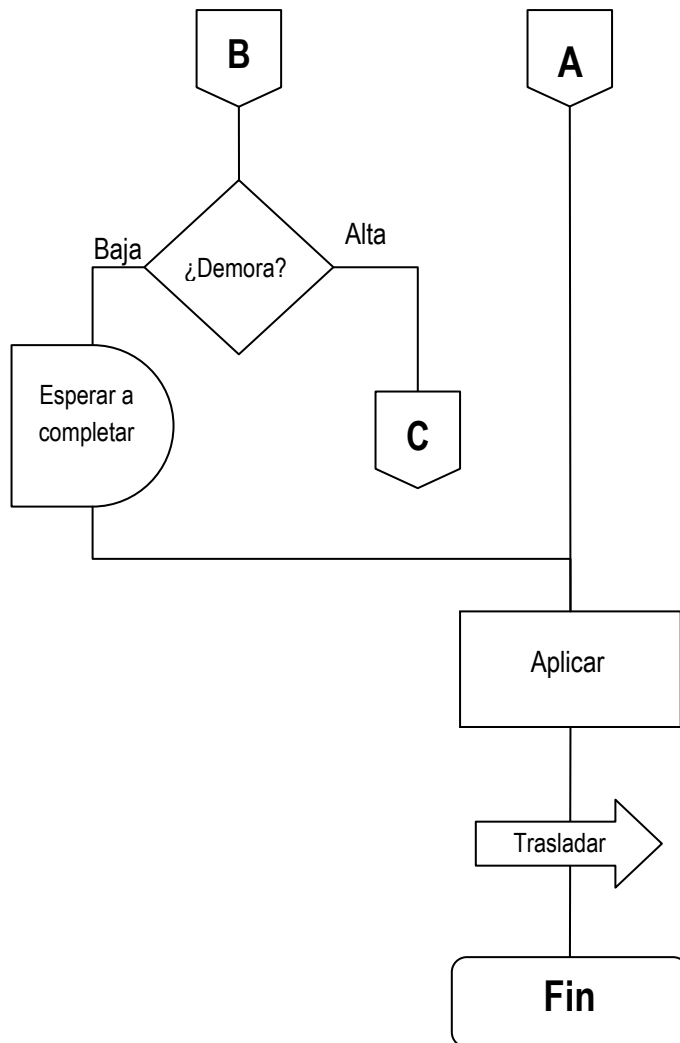 B
A
Baja
Alta
¿Demora?
Esperar a
completar
C
Aplicar
Trasladar
Fin